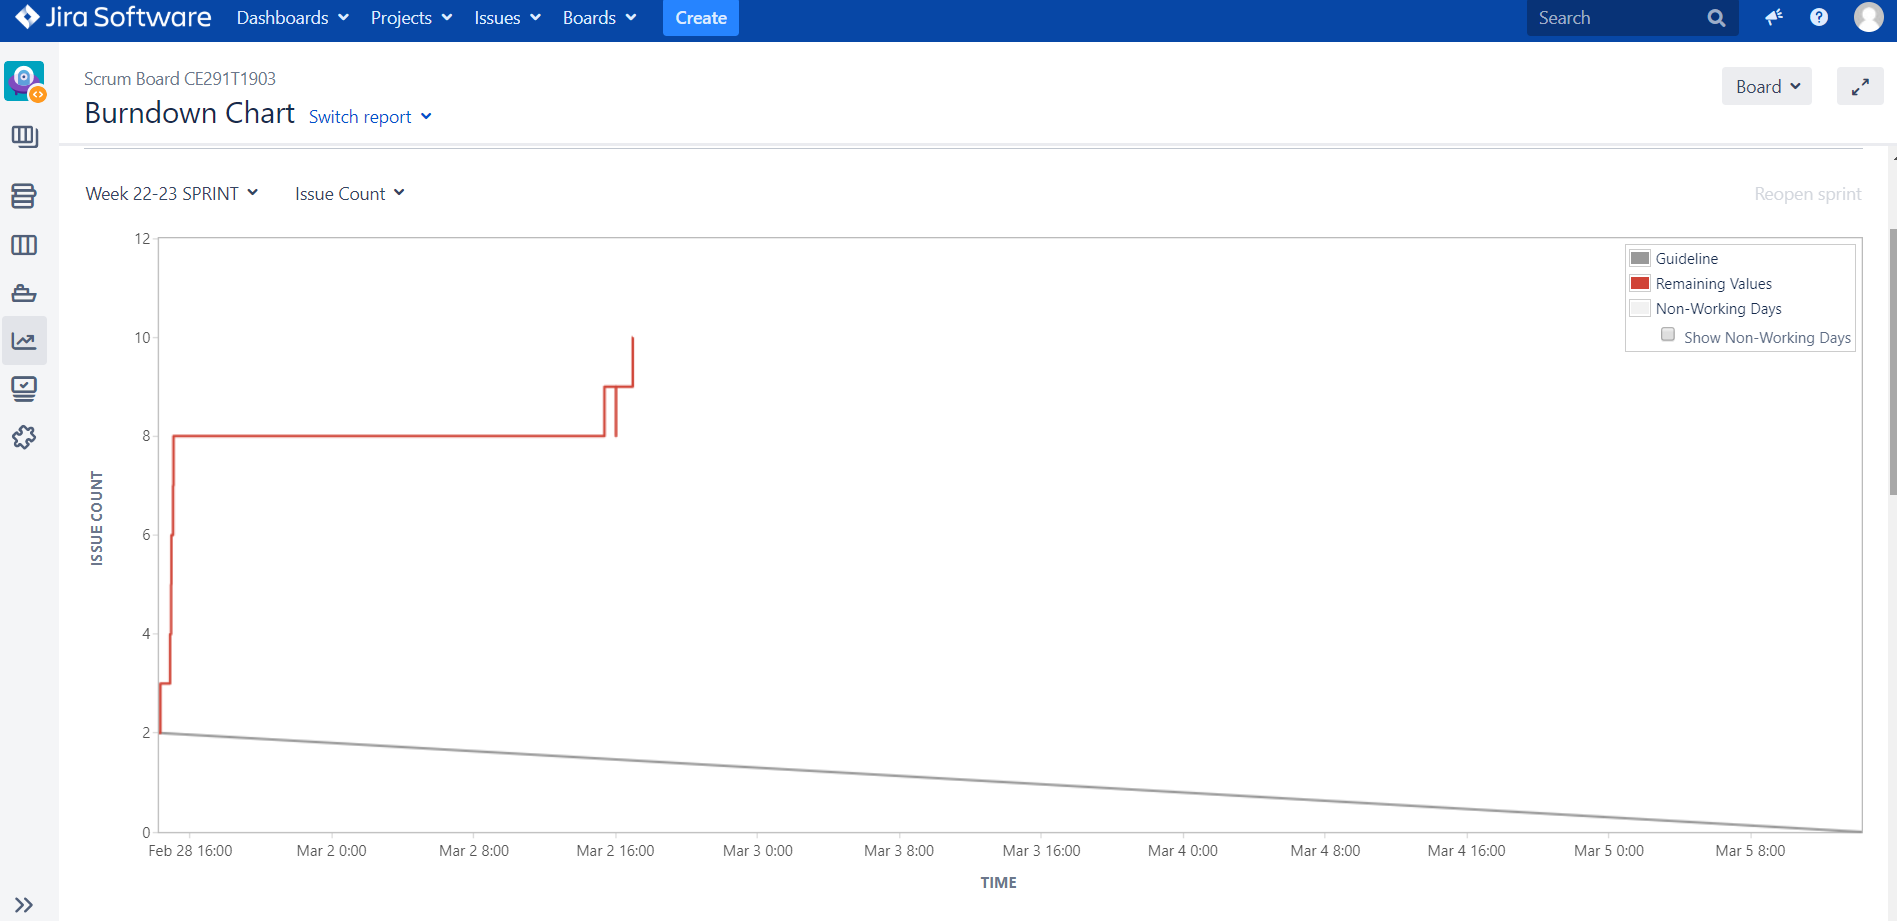 Jira Software Dashboards Projects Issues Boards Create Search
Scrum Board CE291T1903
Burndown Chart Switch report
Board
Week 22-23 SPRINT Issue Count Reopen sprint
Guideline
Remaining Values
Non-Working Days
Show Non-Working Days
12
10
8
6
4
2
0
ISSUE COUNT
Feb 28 16:00 Mar 2 0:00 Mar 2 8:00 Mar 2 16:00 Mar 3 0:00 Mar 3 8:00 Mar 3 16:00 Mar 4 0:00 Mar 4 8:00 Mar 4 16:00 Mar 5 0:00 Mar 5 8:00
TIME